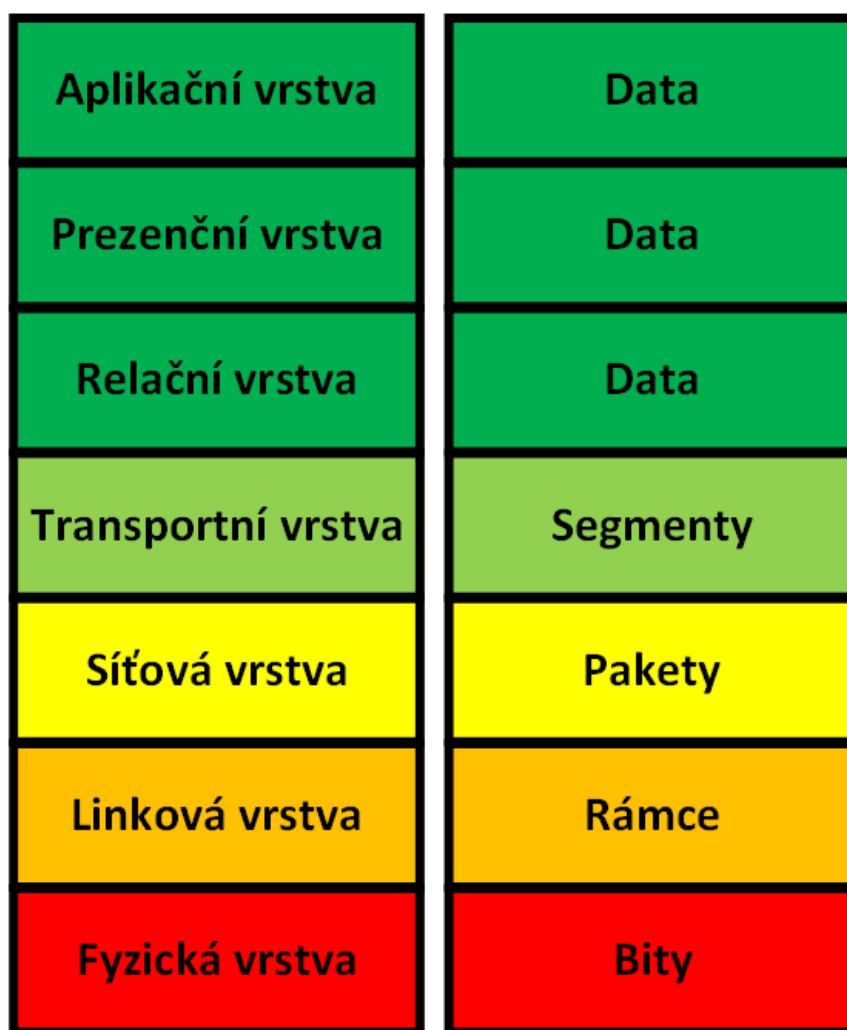 Aplikační vrstva
Data
Prezenční vrstva
Data
Relační vrstva
Data
Transportní vrstva
Segmenty
Síťová vrstva
Pakety
Linková vrstva
Rámce
Fyzická vrstva
Bity